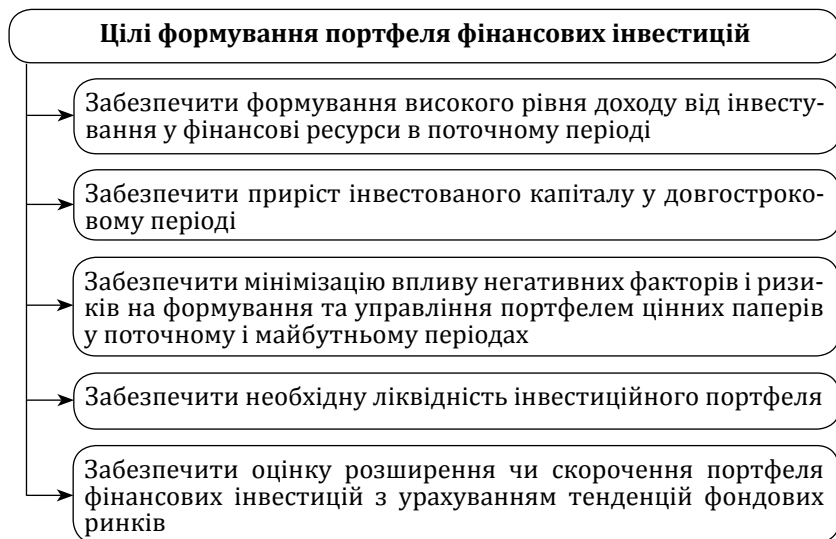 Цілі формування портфеля фінансових інвестицій
Забезпечити формування високого рівня доходу від інвесту-
вання у фінансові ресурси в поточному періоді
Забезпечити приріст інвестованого капіталу у довгостроко-
вому періоді
Забезпечити мінімізацію впливу негативних факторів і ризи-
ків на формування та управління портфелем цінних паперів
у поточному і майбутньому періодах
Забезпечити необхідну ліквідність інвестиційного портфеля
Забезпечити оцінку розширення чи скорочення портфеля
фінансових інвестицій з урахуванням тенденцій фондових
ринків